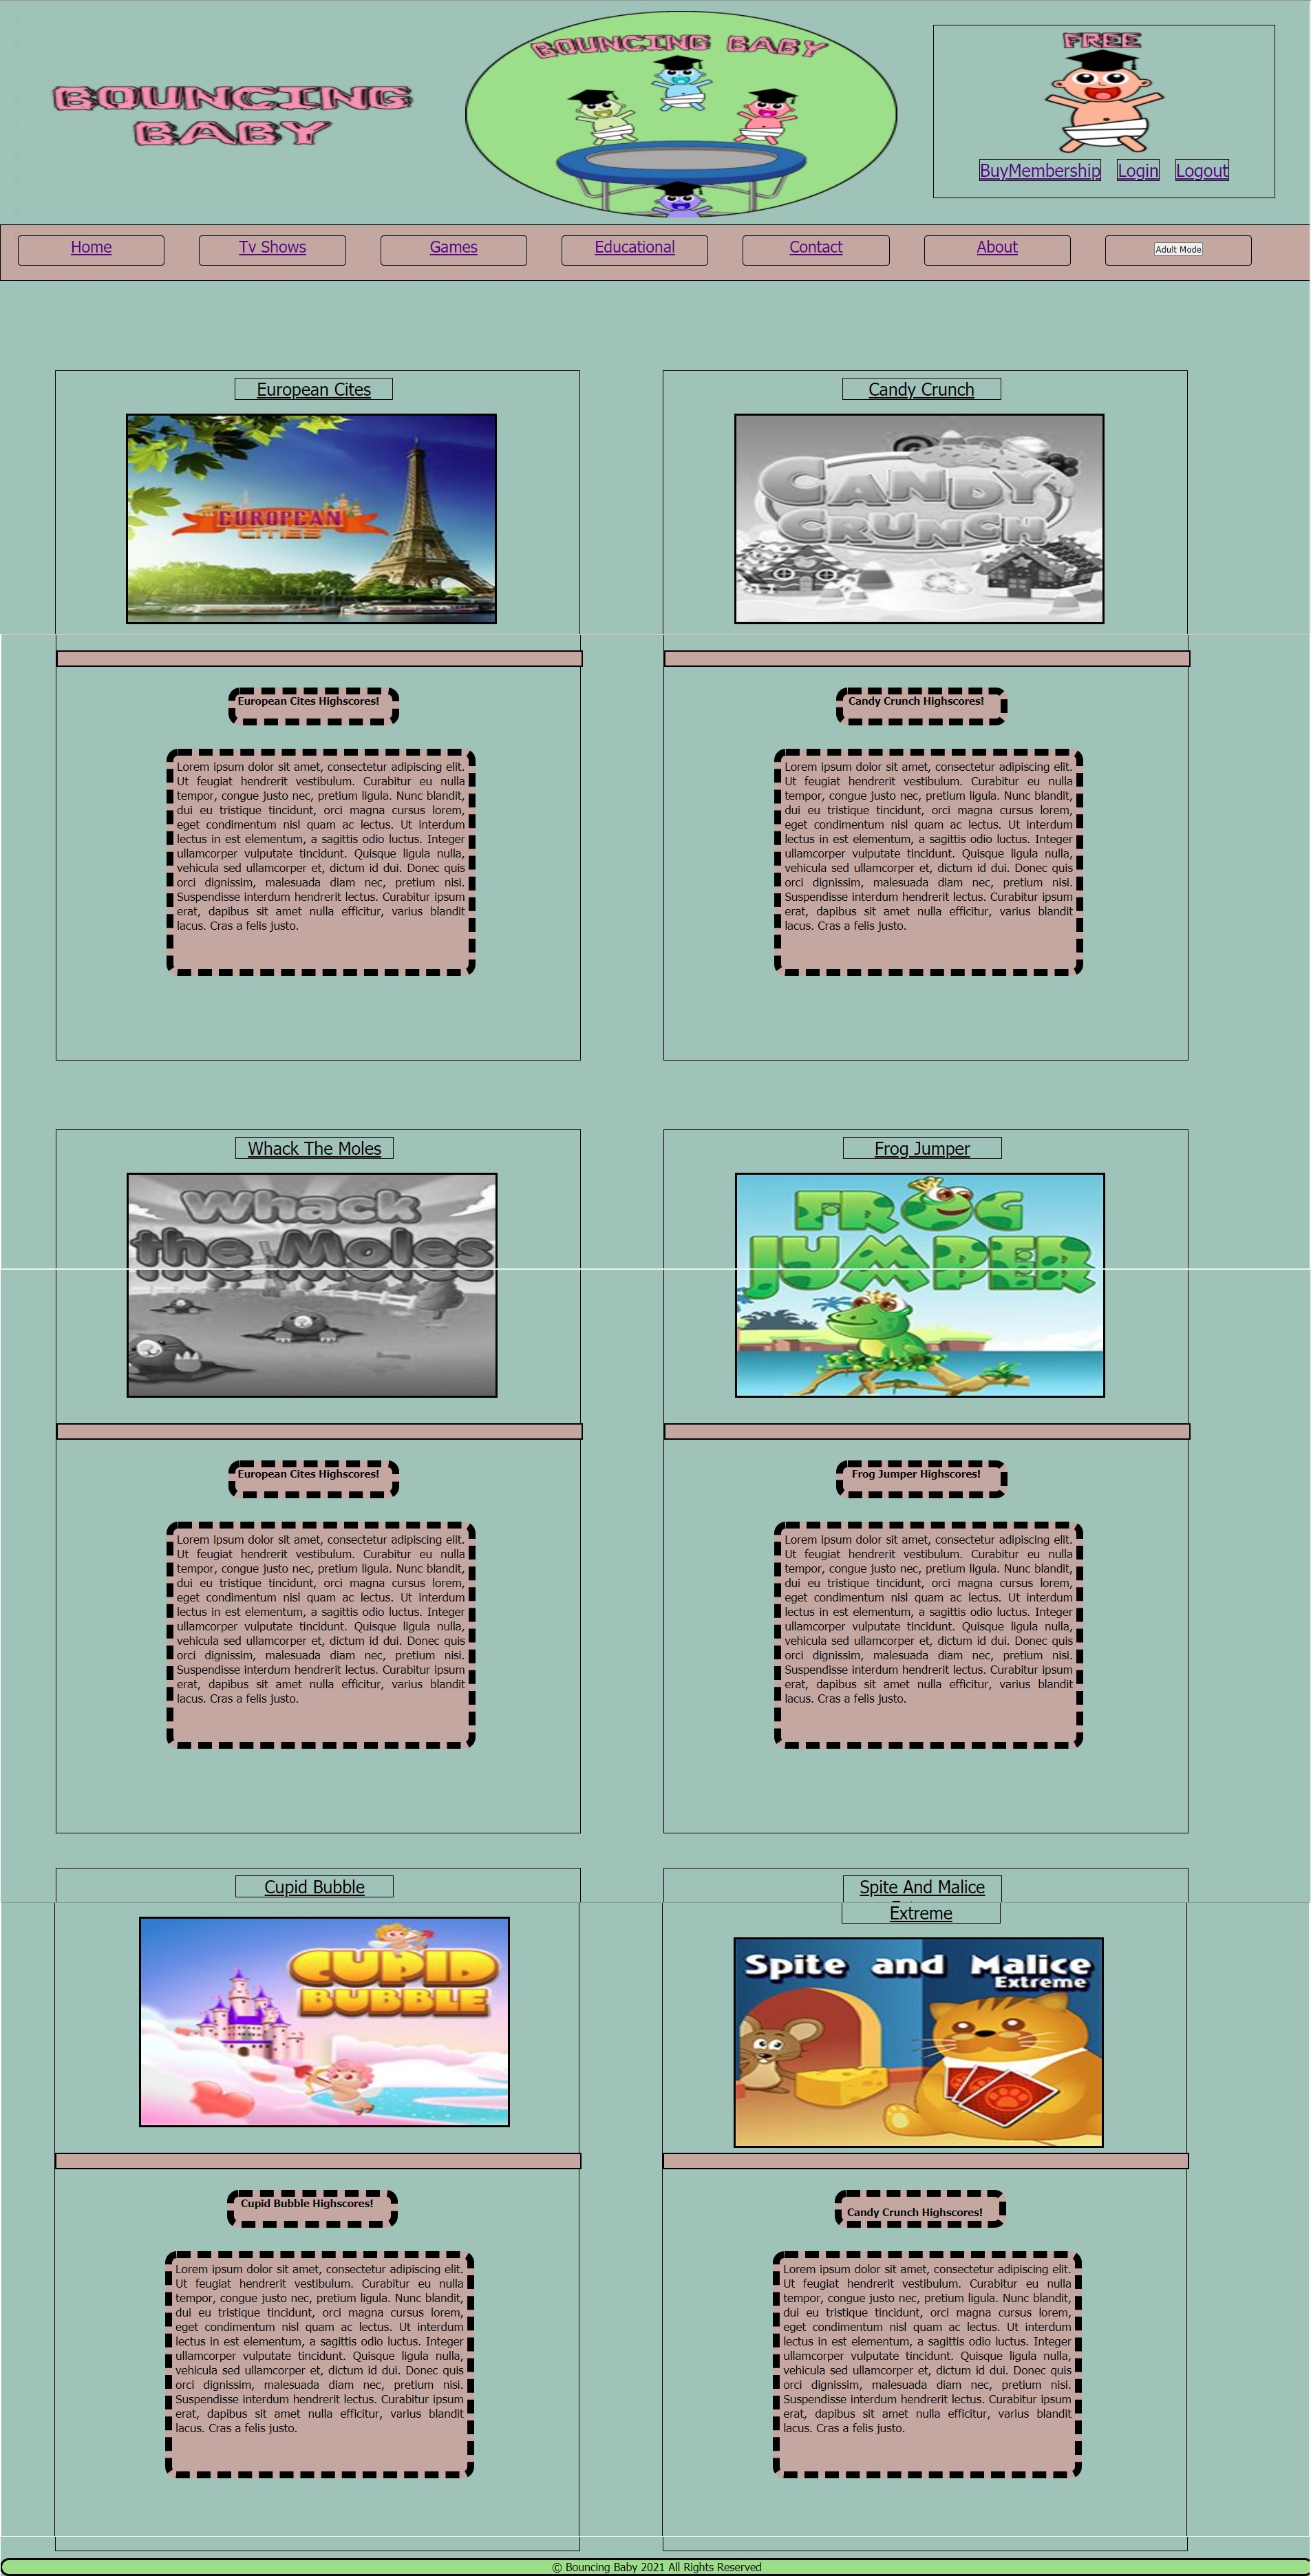 BOUNCING
BABY
BOUNCING BABY
FREE
BuyMembership Login Logout
Home Tv Shows Games Educational Contact About Adult Mode
European Cites
EUROPEAN
CITIES
European Cites Highscores!
Lorem ipsum dolor sit amet, consectetur adipiscing elit.
Ut feugiat hendrerit vestibulum. Curabitur eu nulla
tempor, congue justo nec, pretium ligula. Nunc blandit,
dui eu tristique tincidunt, orci magna cursus lorem,
eget condimentum nisl quam ac lectus. Ut interdum
lectus in est elementum, a sagittis odio luctus. Integer
ullamcorper vulputate tincidunt. Quisque ligula nulla,
vehicula sed ullamcorper et, dictum id dui. Donec quis
orci dignissim, malesuada diam nec, pretium nisi.
Suspendisse interdum hendrerit lectus. Curabitur ipsum
erat, dapibus sit amet nulla efficitur, varius blandit
lacus. Cras a felis justo.
Candy Crunch
CANDY
CRUNCH
Candy Crunch Highscores!
Lorem ipsum dolor sit amet, consectetur adipiscing elit.
Ut feugiat hendrerit vestibulum. Curabitur eu nulla
tempor, congue justo nec, pretium ligula. Nunc blandit,
dui eu tristique tincidunt, orci magna cursus lorem,
eget condimentum nisl quam ac lectus. Ut interdum
lectus in est elementum, a sagittis odio luctus. Integer
ullamcorper vulputate tincidunt. Quisque ligula nulla,
vehicula sed ullamcorper et, dictum id dui. Donec quis
orci dignissim, malesuada diam nec, pretium nisi.
Suspendisse interdum hendrerit lectus. Curabitur ipsum
erat, dapibus sit amet nulla efficitur, varius blandit
lacus. Cras a felis justo.
Whack The Moles
Whack
the Moles
European Cites Highscores!
Lorem ipsum dolor sit amet, consectetur adipiscing elit.
Ut feugiat hendrerit vestibulum. Curabitur eu nulla
tempor, congue justo nec, pretium ligula. Nunc blandit,
dui eu tristique tincidunt, orci magna cursus lorem,
eget condimentum nisl quam ac lectus. Ut interdum
lectus in est elementum, a sagittis odio luctus. Integer
ullamcorper vulputate tincidunt. Quisque ligula nulla,
vehicula sed ullamcorper et, dictum id dui. Donec quis
orci dignissim, malesuada diam nec, pretium nisi.
Suspendisse interdum hendrerit lectus. Curabitur ipsum
erat, dapibus sit amet nulla efficitur, varius blandit
lacus. Cras a felis justo.
Frog Jumper
FROG
JUMPER
Frog Jumper Highscores!
Lorem ipsum dolor sit amet, consectetur adipiscing elit.
Ut feugiat hendrerit vestibulum. Curabitur eu nulla
tempor, congue justo nec, pretium ligula. Nunc blandit,
dui eu tristique tincidunt, orci magna cursus lorem,
eget condimentum nisl quam ac lectus. Ut interdum
lectus in est elementum, a sagittis odio luctus. Integer
ullamcorper vulputate tincidunt. Quisque ligula nulla,
vehicula sed ullamcorper et, dictum id dui. Donec quis
orci dignissim, malesuada diam nec, pretium nisi.
Suspendisse interdum hendrerit lectus. Curabitur ipsum
erat, dapibus sit amet nulla efficitur, varius blandit
lacus. Cras a felis justo.
Cupid Bubble
CUPID
BUBBLE
Cupid Bubble Highscores!
Lorem ipsum dolor sit amet, consectetur adipiscing elit.
Ut feugiat hendrerit vestibulum. Curabitur eu nulla
tempor, congue justo nec, pretium ligula. Nunc blandit,
dui eu tristique tincidunt, orci magna cursus lorem,
eget condimentum nisl quam ac lectus. Ut interdum
lectus in est elementum, a sagittis odio luctus. Integer
ullamcorper vulputate tincidunt. Quisque ligula nulla,
vehicula sed ullamcorper et, dictum id dui. Donec quis
orci dignissim, malesuada diam nec, pretium nisi.
Suspendisse interdum hendrerit lectus. Curabitur ipsum
erat, dapibus sit amet nulla efficitur, varius blandit
lacus. Cras a felis justo.
Spite And Malice
Extreme
Spite and Malice
Extreme
Candy Crunch Highscores!
Lorem ipsum dolor sit amet, consectetur adipiscing elit.
Ut feugiat hendrerit vestibulum. Curabitur eu nulla
tempor, congue justo nec, pretium ligula. Nunc blandit,
dui eu tristique tincidunt, orci magna cursus lorem,
eget condimentum nisl quam ac lectus. Ut interdum
lectus in est elementum, a sagittis odio luctus. Integer
ullamcorper vulputate tincidunt. Quisque ligula nulla,
vehicula sed ullamcorper et, dictum id dui. Donec quis
orci dignissim, malesuada diam nec, pretium nisi.
Suspendisse interdum hendrerit lectus. Curabitur ipsum
erat, dapibus sit amet nulla efficitur, varius blandit
lacus. Cras a felis justo.
© Bouncing Baby 2021 All Rights Reserved